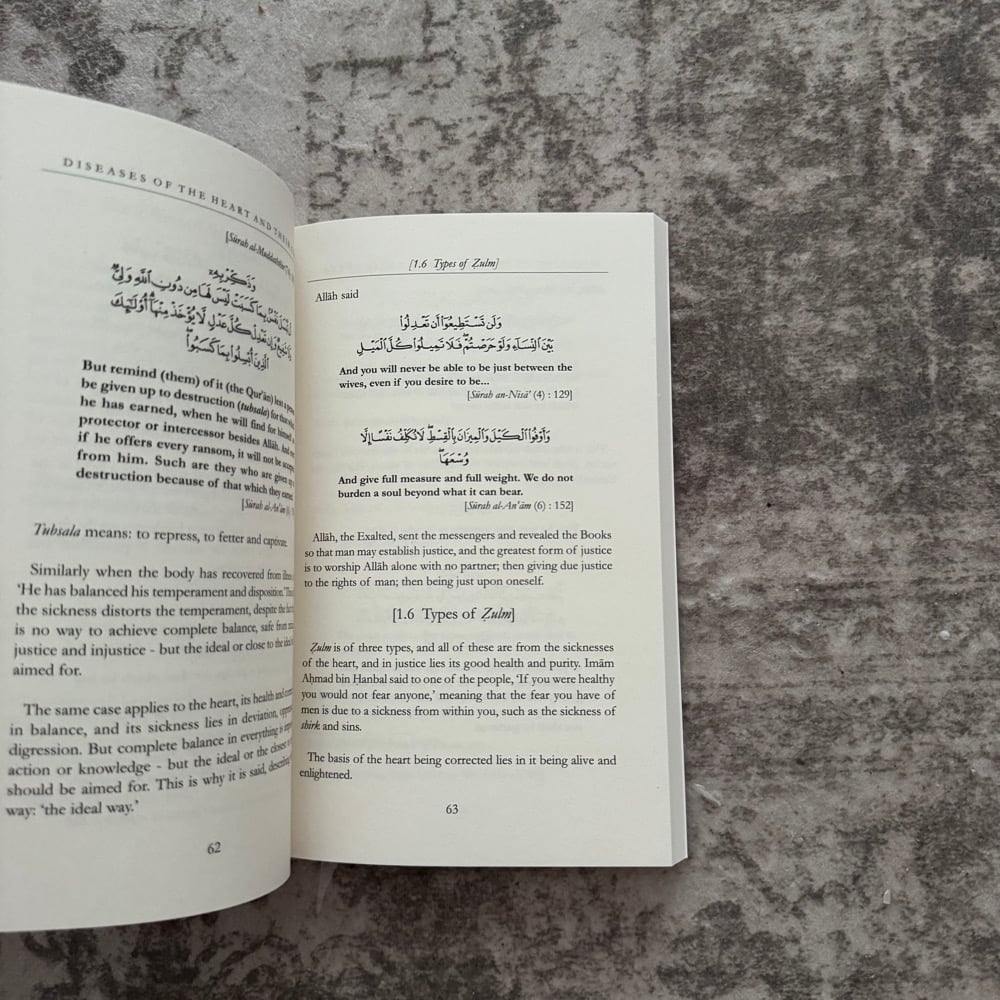 DISEASES OF THE HEART AND THEIR
[Sūrah al-Muddaththir
وَذَكِّرْ بِهِۦٓ
نَفْسٌۢ بِمَا كَسَبَتْ لَيْسَ لَهَا مِن دُونِ ٱللَّهِ وَلِىٌّ
وَإِن تَعْدِلْ كُلَّ عَدْلٍ لَّا يُؤْخَذْ مِنْهَآ أُو۟لَـٰٓئِكَ
ٱلَّذِينَ أُبْسِلُوا۟ بِمَا كَسَبُوا۟
But remind (them) of it (the Qur'ān) lest a
be given up to destruction (tubsala) for that
he has earned, when he will find for himself
protector or intercessor besides Allāh. And
if he offers every ransom, it will not be
from him. Such are they who are given
destruction because of that which they
[Sūrah al-An'ām (6)
Tubsala means: to repress, to fetter and captivate.
Similarly when the body has recovered from
'He has balanced his temperament and disposition.'
the sickness distorts the temperament, despite the
is no way to achieve complete balance, safe from
justice and injustice - but the ideal or close to the
aimed for.
The same case applies to the heart, its health and
in balance, and its sickness lies in deviation,
digression. But complete balance in everything is
action or knowledge - but the ideal or the closest
should be aimed for. This is why it is said, describing
way: 'the ideal way.'
62
[1.6 Types of Ẓulm]
Allāh said
وَلَن تَسْتَطِيعُوٓا۟ أَن تَعْدِلُوا۟
بَيْنَ ٱلنِّسَآءِ وَلَوْ حَرَصْتُمْ ۖ فَلَا تَمِيلُوا۟ كُلَّ ٱلْمَيْلِ
And you will never be able to be just between the
wives, even if you desire to be...
[Sūrah an-Nisā' (4) : 129]
وَأَوْفُوا۟ ٱلْكَيْلَ وَٱلْمِيزَانَ بِٱلْقِسْطِ ۖ لَا نُكَلِّفُ نَفْسًا إِلَّا
وُسْعَهَا ۖ
And give full measure and full weight. We do not
burden a soul beyond what it can bear.
[Sūrah al-An'ām (6) : 152]
Allāh, the Exalted, sent the messengers and revealed the Books
so that man may establish justice, and the greatest form of justice
is to worship Allāh alone with no partner; then giving due justice
to the rights of man; then being just upon oneself.
[1.6 Types of Ẓulm]
Ẓulm is of three types, and all of these are from the sicknesses
of the heart, and in justice lies its good health and purity. Imām
Aḥmad bin Ḥanbal said to one of the people, 'If you were healthy
you would not fear anyone,' meaning that the fear you have of
men is due to a sickness from within you, such as the sickness of
shirk and sins.
The basis of the heart being corrected lies in it being alive and
enlightened.
63